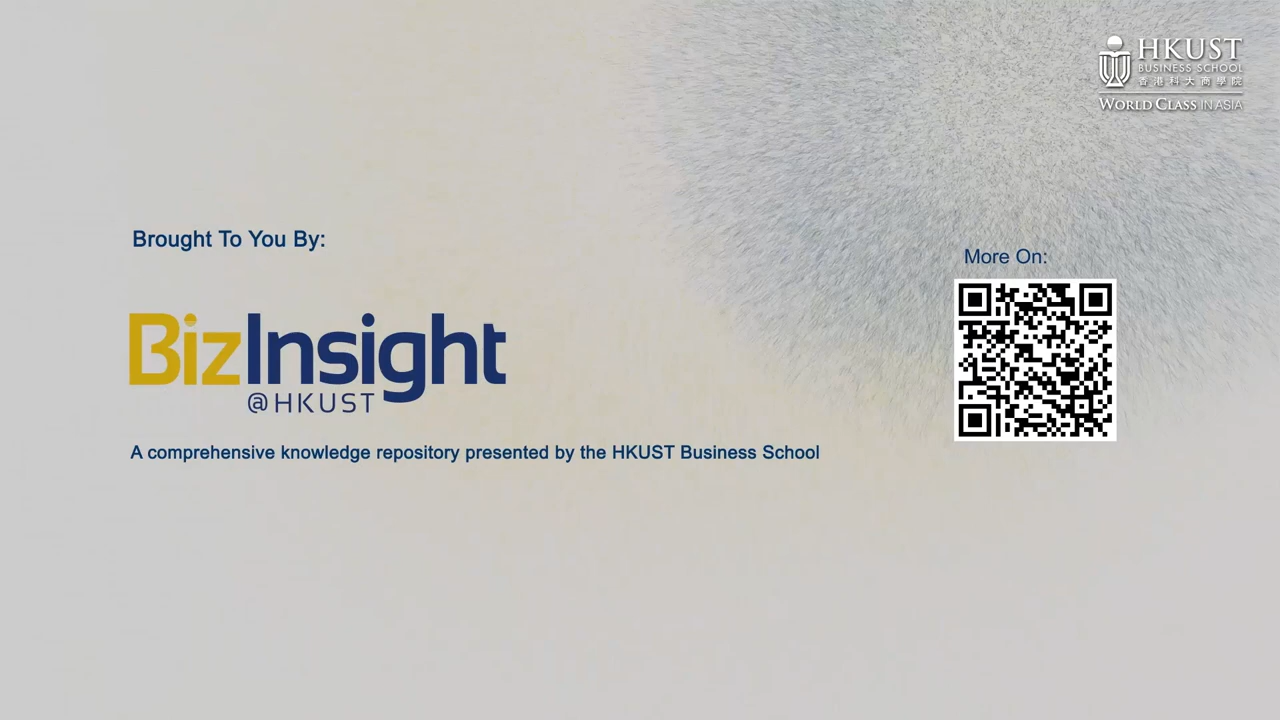 HKUST
BUSINESS SCHOOL
香港科大商學院
WORLD CLASS IN ASIA
Brought To You By:
More On:
BizInsight
@HKUST
A comprehensive knowledge repository presented by the HKUST Business School